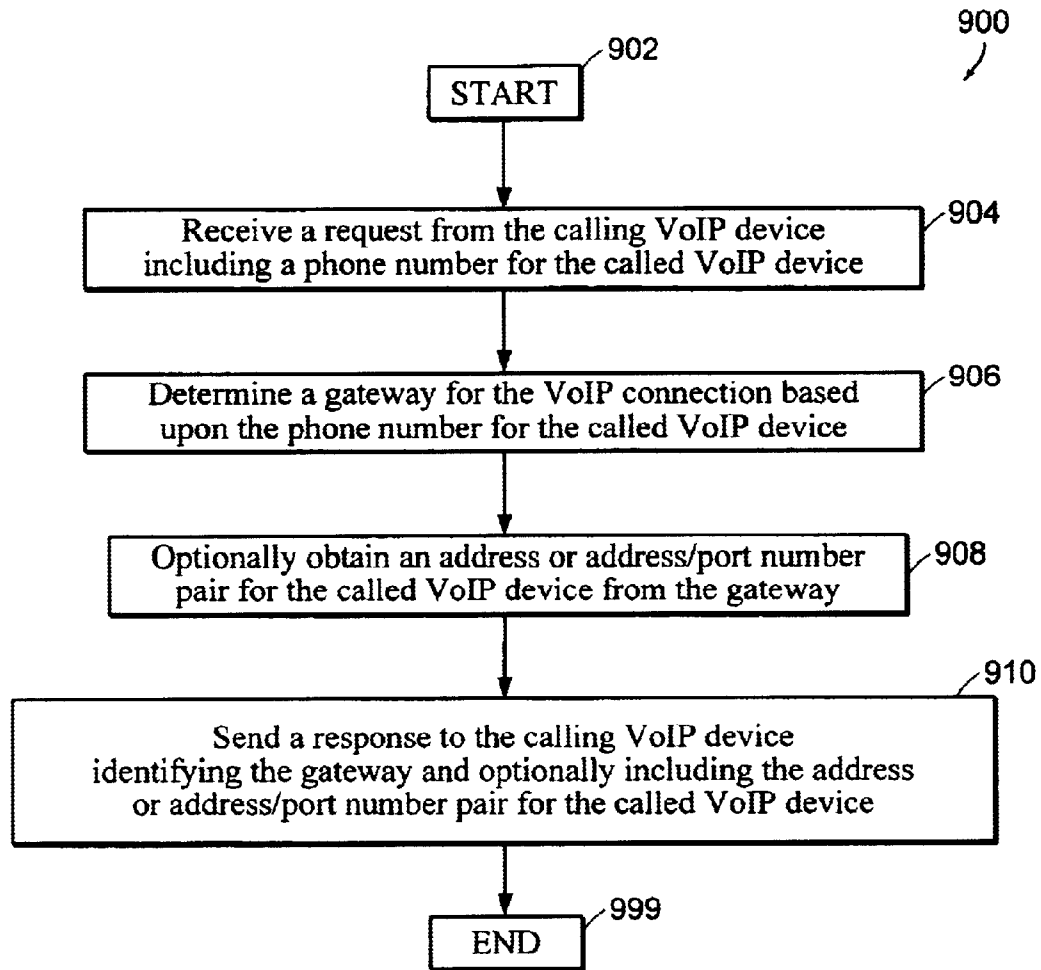 900
902
START
904
Receive a request from the calling VoIP device
including a phone number for the called VoIP device
906
Determine a gateway for the VoIP connection based
upon the phone number for the called VoIP device
908
Optionally obtain an address or address/port number
pair for the called VoIP device from the gateway
910
Send a response to the calling VoIP device
identifying the gateway and optionally including the address
or address/port number pair for the called VoIP device
999
END